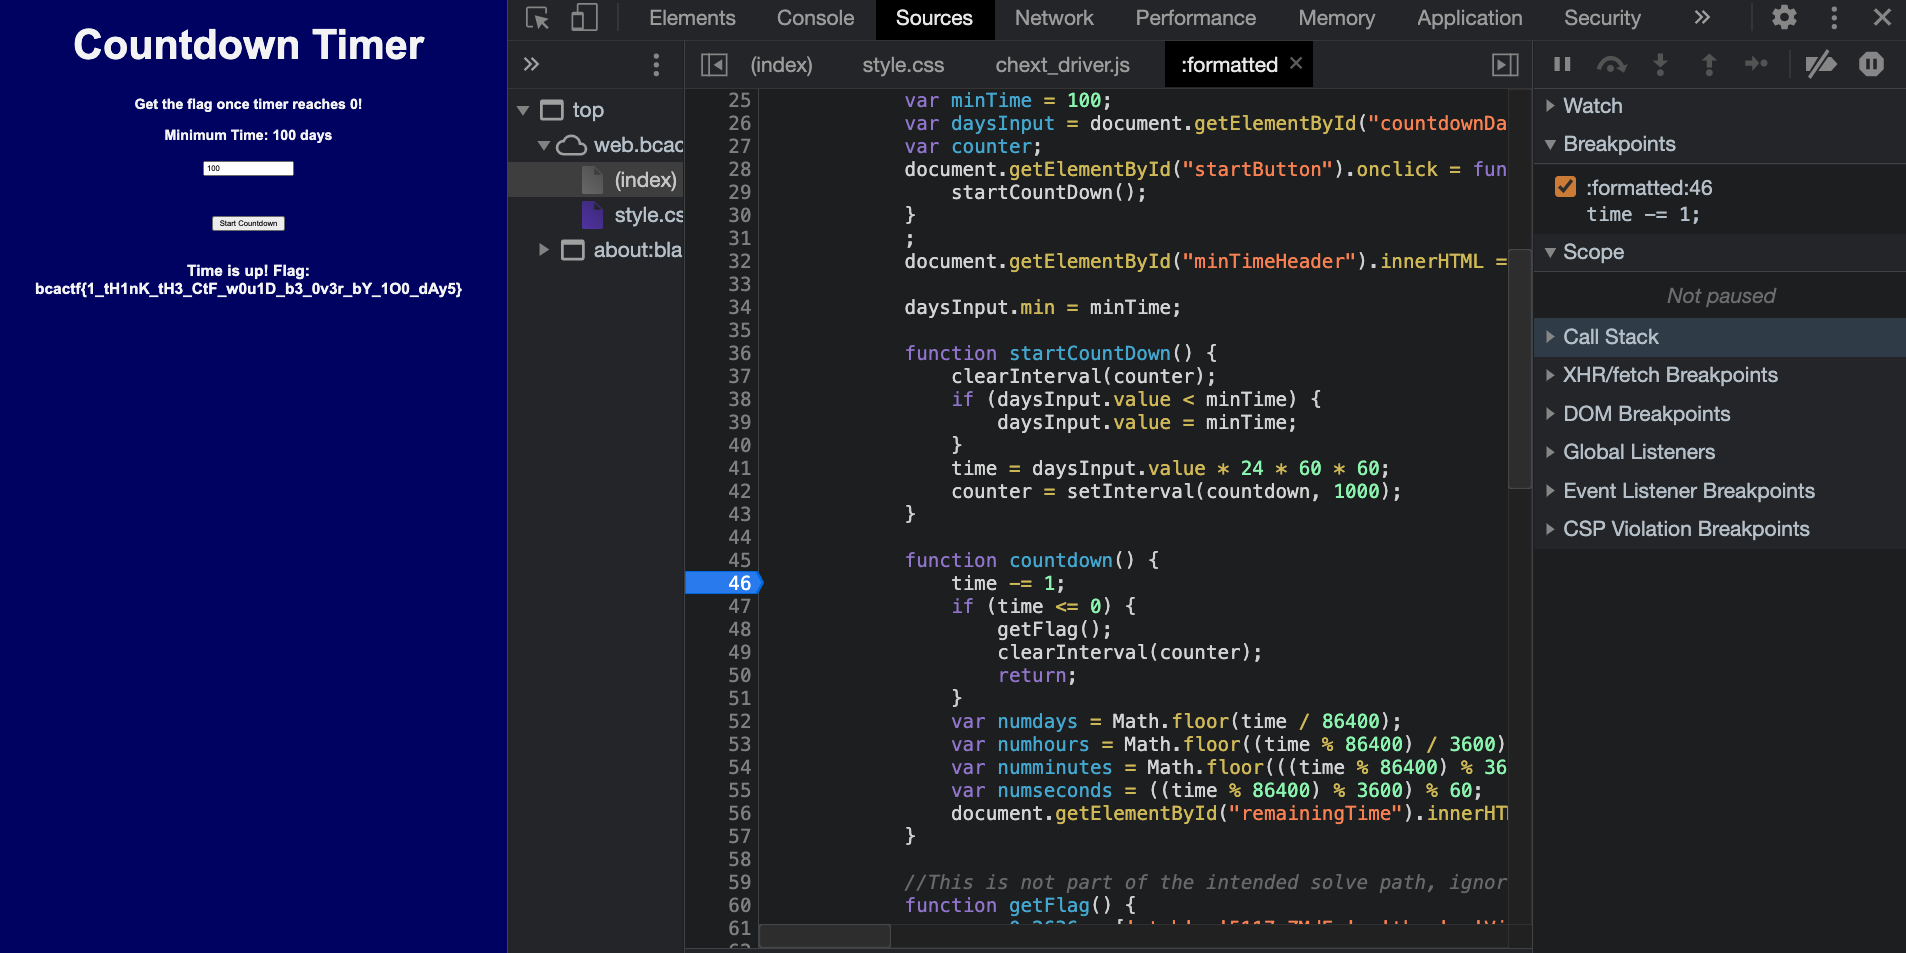 Countdown Timer
Get the flag once timer reaches 0!
Minimum Time: 100 days
100
Start Countdown
Time is up! Flag:
bcactf{1_tH1nK_tH3_CtF_w0u1D_b3_0v3r_bY_1O0_dAy5}
Elements Console Sources Network Performance Memory Application Security
top
web.bcac
(index)
style.cs
about:bla
(index) style.css chext_driver.js :formatted
25 var minTime = 100;
26 var daysInput = document.getElementById("countdownDa
27 var counter;
28 document.getElementById("startButton").onclick = fun
29 startCountDown();
30 }
31 ;
32 document.getElementById("minTimeHeader").innerHTML =
33
34 daysInput.min = minTime;
35
36 function startCountDown() {
37 clearInterval(counter);
38 if (daysInput.value < minTime) {
39 daysInput.value = minTime;
40 }
41 time = daysInput.value * 24 * 60 * 60;
42 counter = setInterval(countdown, 1000);
43 }
44
45 function countdown() {
46 time -= 1;
47 if (time <= 0) {
48 getFlag();
49 clearInterval(counter);
50 return;
51 }
52 var numdays = Math.floor(time / 86400);
53 var numhours = Math.floor((time % 86400) / 3600)
54 var numminutes = Math.floor(((time % 86400) % 36
55 var numseconds = ((time % 86400) % 3600) % 60;
56 document.getElementById("remainingTime").innerHT
57 }
58
59 //This is not part of the intended solve path, ignor
60 function getFlag() {
61
Watch
Breakpoints
:formatted:46
time -= 1;
Scope
Not paused
Call Stack
XHR/fetch Breakpoints
DOM Breakpoints
Global Listeners
Event Listener Breakpoints
CSP Violation Breakpoints